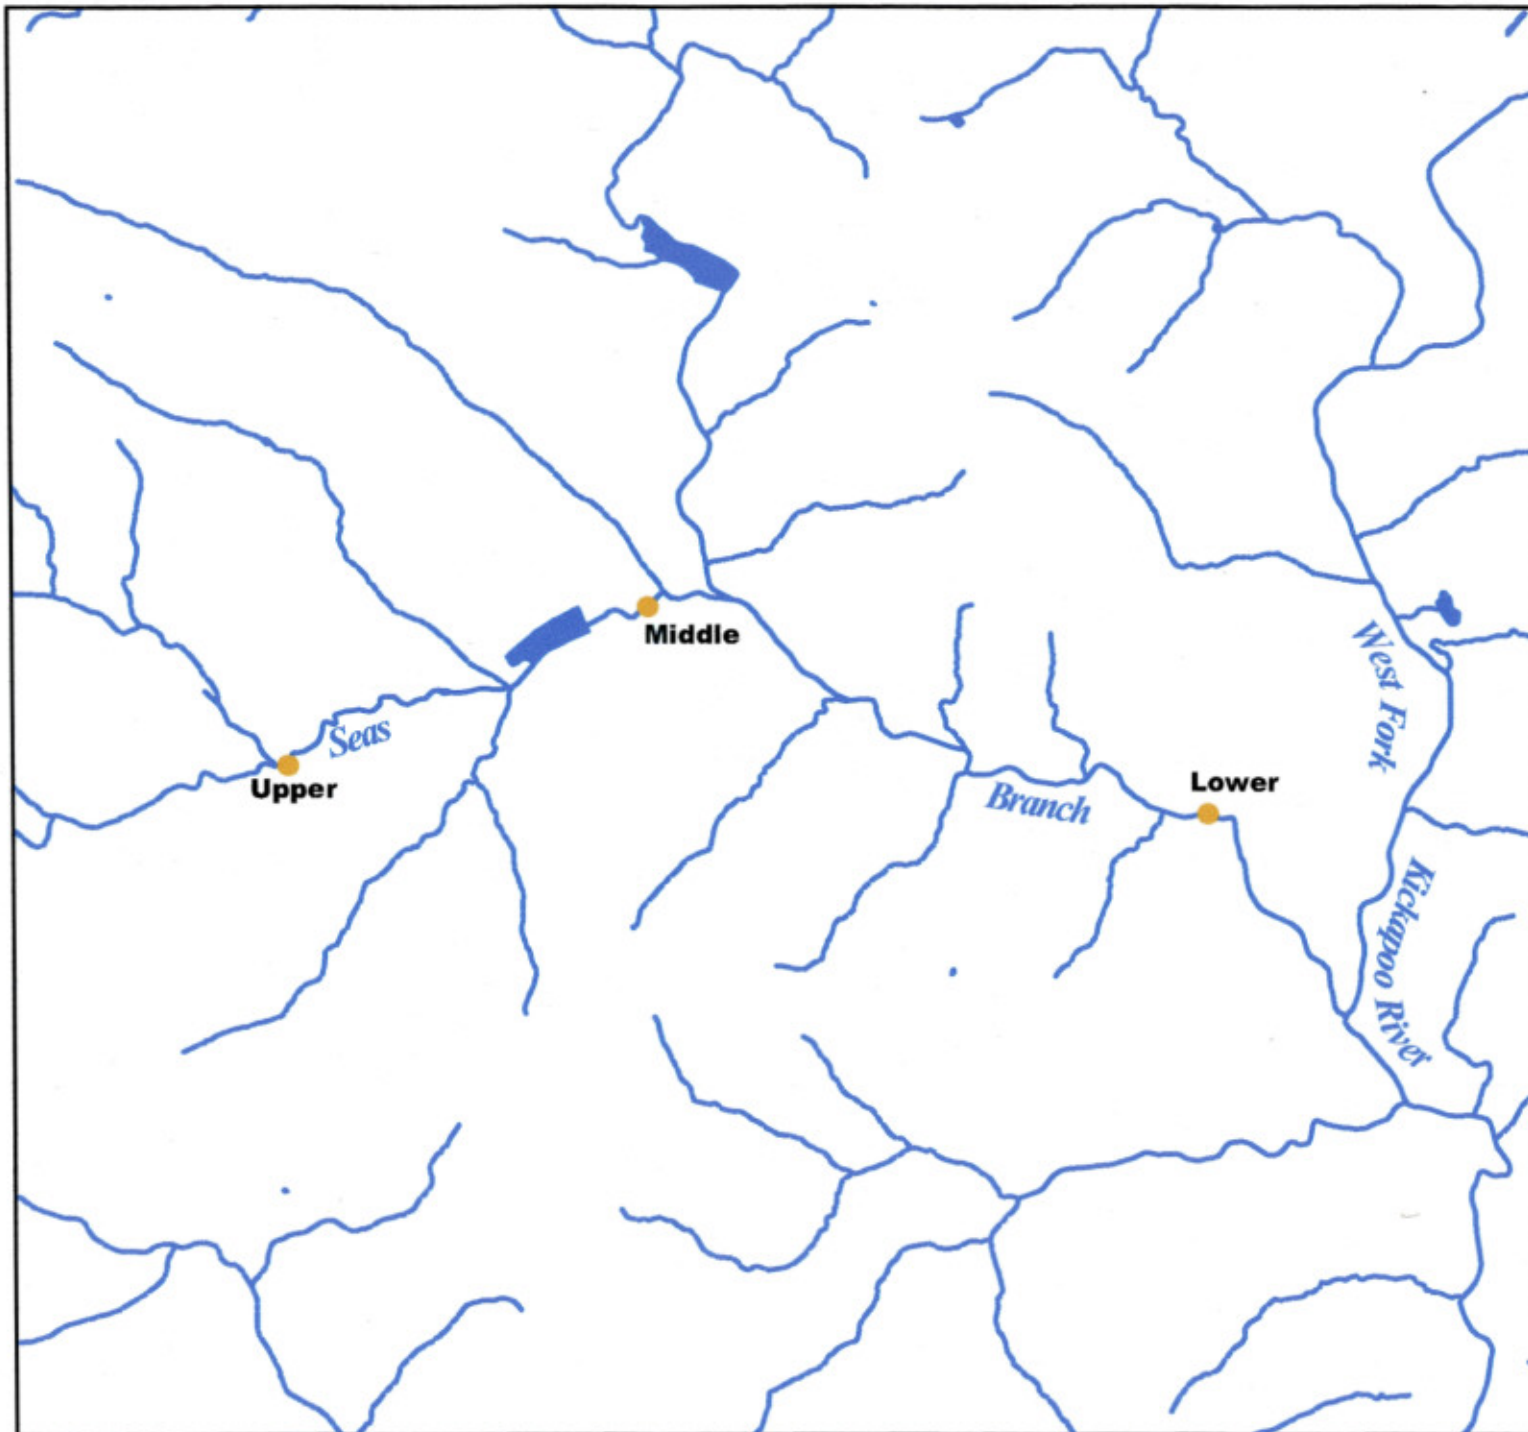 Middle
Seas
Upper
Branch
Lower
West Fork
Kickapoo River